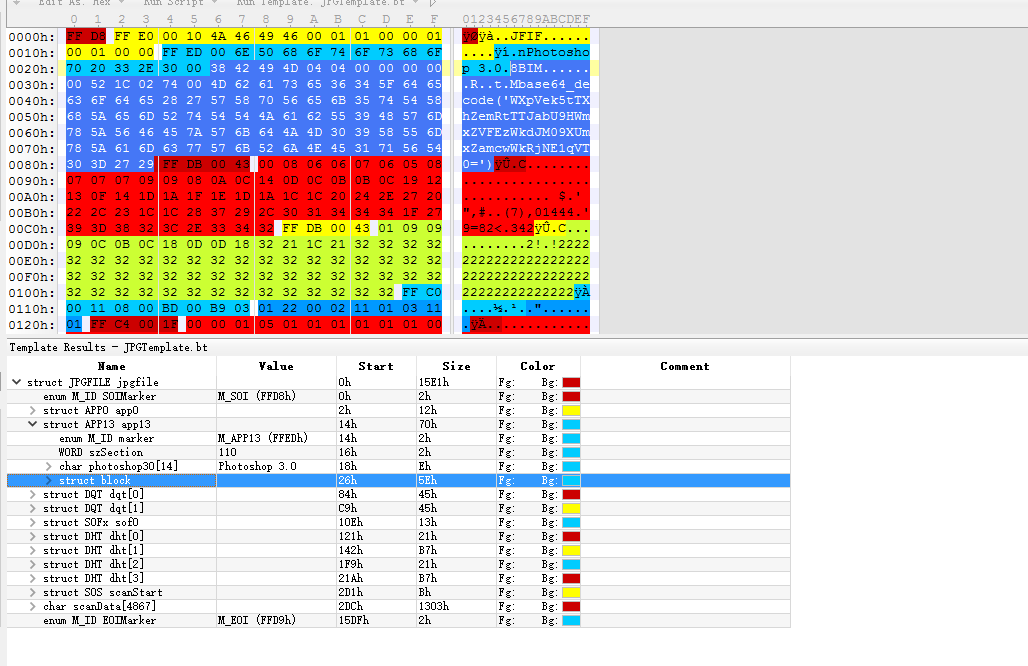 Edit As: Hex Run Script Run Template: JPGTemplate.bt
0 1 2 3 4 5 6 7 8 9 A B C D E F 0123456789ABCDEF
0000h: FF D8 FF E0 00 10 4A 46 49 46 00 01 01 00 00 01 ÿØÿà..JFIF......
0010h: 00 01 00 00 FF ED 00 6E 50 68 6F 74 6F 73 68 6F ....ÿí.nPhotosho
0020h: 70 20 33 2E 30 00 38 42 49 4D 04 04 00 00 00 00 p 3.0.8BIM......
0030h: 00 52 1C 02 74 00 4D 62 61 73 65 36 34 5F 64 65 .R..t.Mbase64_de
0040h: 63 6F 64 65 28 27 57 58 70 56 65 6B 35 74 54 58 code('WXpVek5tTX
0050h: 68 5A 65 6D 52 74 54 54 4A 61 62 55 39 48 57 6D hZemRtTTJabU9HWm
0060h: 78 5A 56 46 45 7A 57 6B 64 4A 4D 30 39 58 55 6D xZVFEzWkdJM09XUm
0070h: 78 5A 61 6D 63 77 57 6B 52 6A 4E 45 31 71 56 54 xZamcwWkRjNE1qVT
0080h: 30 3D 27 29 FF DB 00 43 00 08 06 06 07 06 05 08 0=')ÿÛ.C........
0090h: 07 07 07 09 09 08 0A 0C 14 0D 0C 0B 0B 0C 19 12 ................
00A0h: 13 0F 14 1D 1A 1F 1E 1D 1A 1C 1C 20 24 2E 27 20 ........... $.'
00B0h: 22 2C 23 1C 1C 28 37 29 2C 30 31 34 34 34 1F 27 ",#..(7),01444.'
00C0h: 39 3D 38 32 3C 2E 33 34 32 FF DB 00 43 01 09 09 9=82<.342ÿÛ.C...
00D0h: 09 0C 0B 0C 18 0D 0D 18 32 21 1C 21 32 32 32 32 ........2!.!2222
00E0h: 32 32 32 32 32 32 32 32 32 32 32 32 32 32 32 32 2222222222222222
00F0h: 32 32 32 32 32 32 32 32 32 32 32 32 32 32 32 32 2222222222222222
0100h: 32 32 32 32 32 32 32 32 32 32 32 32 32 32 FF C0 22222222222222ÿÀ
0110h: 00 11 08 00 BD 00 B9 03 01 22 00 02 11 01 03 11 ....½.¹.."......
0120h: 01 FF C4 00 1F 00 00 01 05 01 01 01 01 01 01 00 .ÿÄ.............
Template Results - JPGTemplate.bt
Name Value Start Size Color Comment
struct JPGFILE jpgfile 0h 15E1h Fg: Bg:
enum M_ID SOIMarker M_SOI (FFD8h) 0h 2h Fg: Bg:
struct APP0 app0 2h 12h Fg: Bg:
struct APP13 app13 14h 70h Fg: Bg:
enum M_ID marker M_APP13 (FFEDh) 14h 2h Fg: Bg:
WORD szSection 110 16h 2h Fg: Bg:
char photoshop30[14] Photoshop 3.0 18h Eh Fg: Bg:
struct block 26h 5Eh Fg: Bg:
struct DQT dqt[0] 84h 45h Fg: Bg:
struct DQT dqt[1] C9h 45h Fg: Bg:
struct SOFx sof0 10Eh 13h Fg: Bg:
struct DHT dht[0] 121h 21h Fg: Bg:
struct DHT dht[1] 142h B7h Fg: Bg:
struct DHT dht[2] 1F9h 21h Fg: Bg:
struct DHT dht[3] 21Ah B7h Fg: Bg:
struct SOS scanStart 2D1h Bh Fg: Bg:
char scanData[4867] 2DCh 1303h Fg: Bg:
enum M_ID EOIMarker M_EOI (FFD9h) 15DFh 2h Fg: Bg: